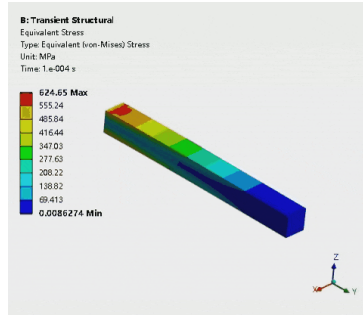 B: Transient Structural
Equivalent Stress
Type: Equivalent (von-Mises) Stress
Unit: MPa
Time: 1.e-004 s
624.65 Max
555.24
485.84
416.44
347.03
277.63
208.22
138.82
69.413
0.0086274 Min
Z
X
Y